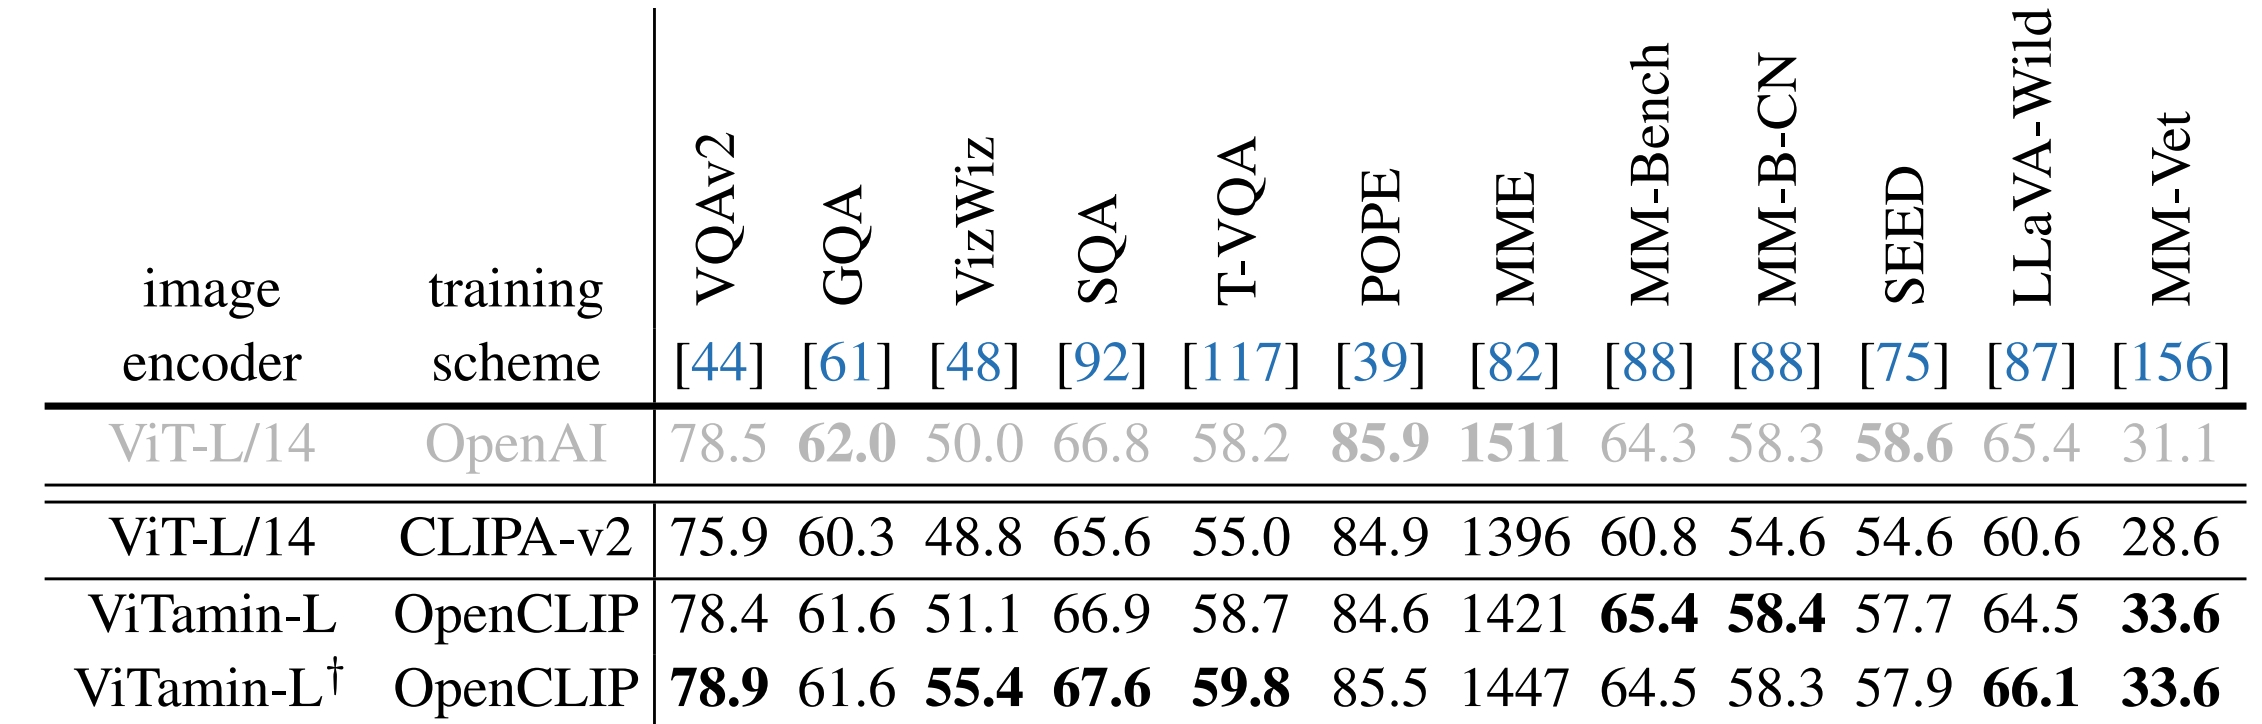 image training VQAv2 GQA VizWiz SQA T-VQA POPE MME MM-Bench MM-B-CN SEED LLaVA-Wild MM-Vet
encoder scheme [44] [61] [48] [92] [117] [39] [82] [88] [88] [75] [87] [156]
ViT-L/14 OpenAI 78.5 62.0 50.0 66.8 58.2 85.9 1511 64.3 58.3 58.6 65.4 31.1
ViT-L/14 CLIPA-v2 75.9 60.3 48.8 65.6 55.0 84.9 1396 60.8 54.6 54.6 60.6 28.6
ViTamin-L OpenCLIP 78.4 61.6 51.1 66.9 58.7 84.6 1421 65.4 58.4 57.7 64.5 33.6
ViTamin-L† OpenCLIP 78.9 61.6 55.4 67.6 59.8 85.5 1447 64.5 58.3 57.9 66.1 33.6